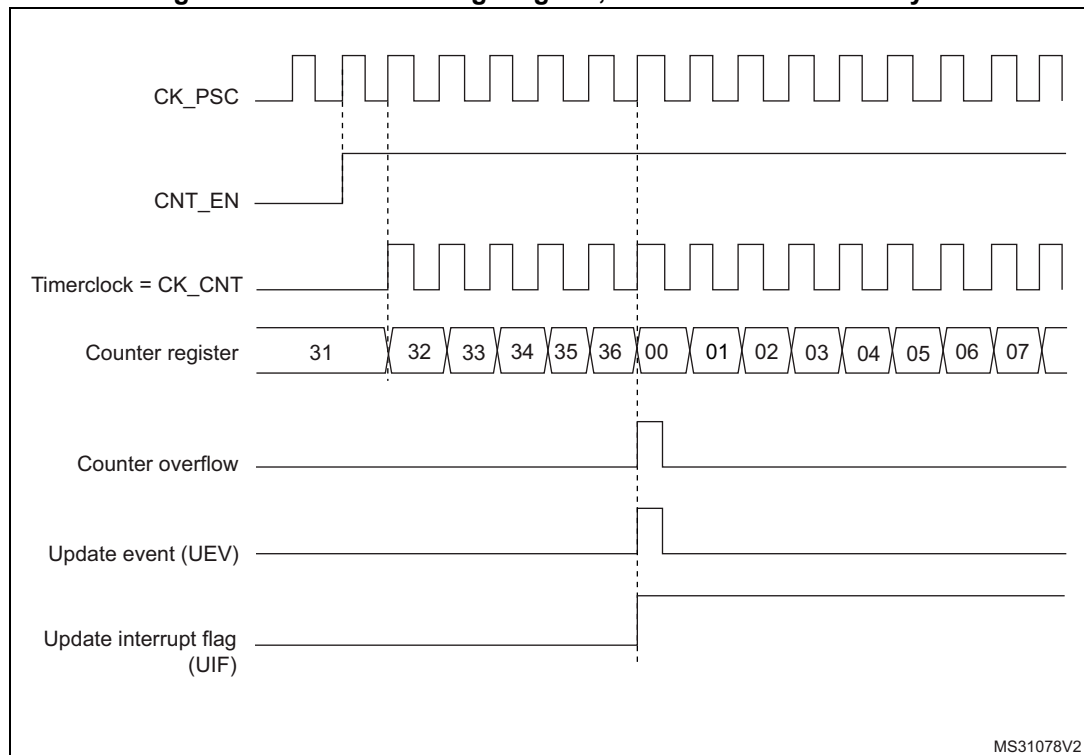 CK_PSC
CNT_EN
Timerclock = CK_CNT
Counter register 31 32 33 34 35 36 00 01 02 03 04 05 06 07
Counter overflow
Update event (UEV)
Update interrupt flag
(UIF)
MS31078V2